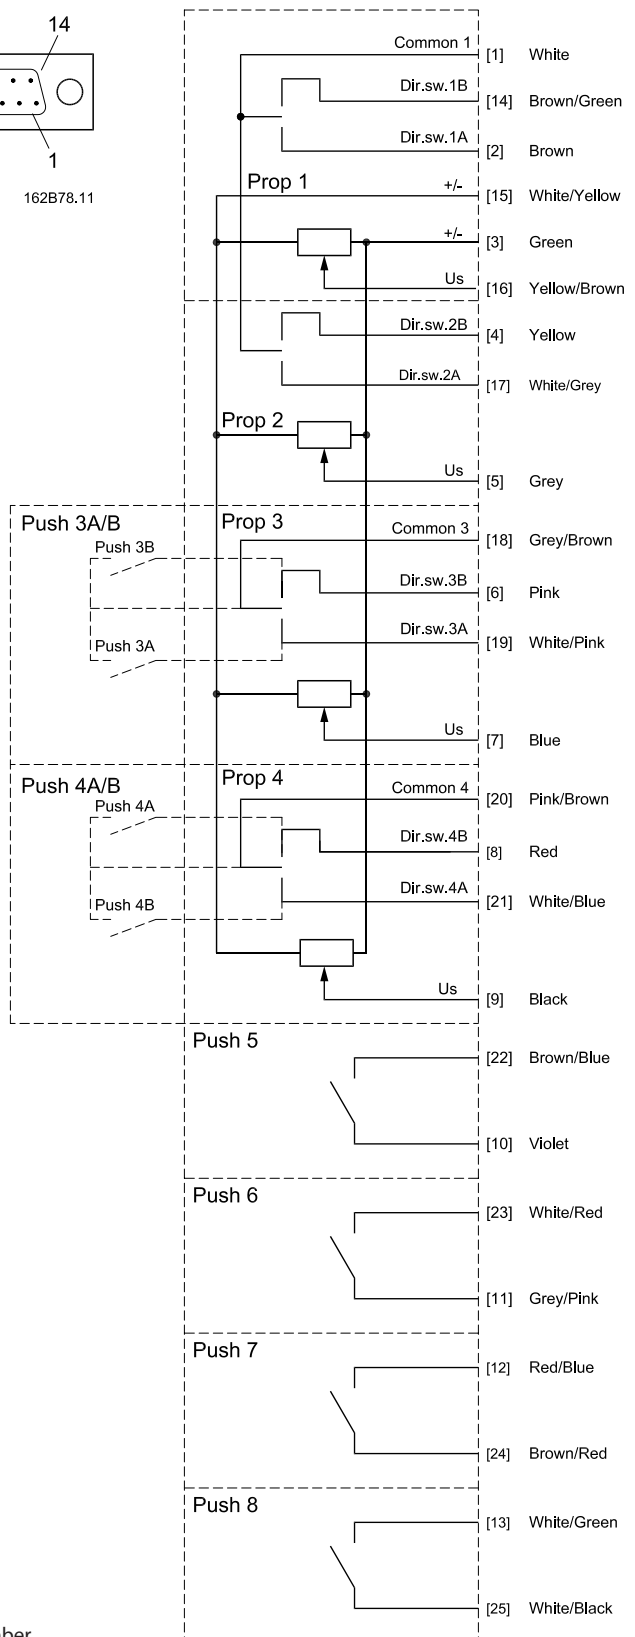 14
1
162B78.11
Common 1 [1] White
Dir.sw.1B [14] Brown/Green
Dir.sw.1A [2] Brown
Prop 1 +/- [15] White/Yellow
+/- [3] Green
Us [16] Yellow/Brown
Dir.sw.2B [4] Yellow
Dir.sw.2A [17] White/Grey
Prop 2
Us [5] Grey
Push 3A/B Prop 3 Common 3 [18] Grey/Brown
Push 3B
Dir.sw.3B [6] Pink
Push 3A Dir.sw.3A [19] White/Pink
Us [7] Blue
Push 4A/B Prop 4 Common 4 [20] Pink/Brown
Push 4A
Dir.sw.4B [8] Red
Push 4B Dir.sw.4A [21] White/Blue
Us [9] Black
Push 5
[22] Brown/Blue
[10] Violet
Push 6
[23] White/Red
[11] Grey/Pink
Push 7
[12] Red/Blue
[24] Brown/Red
Push 8
[13] White/Green
[25] White/Black